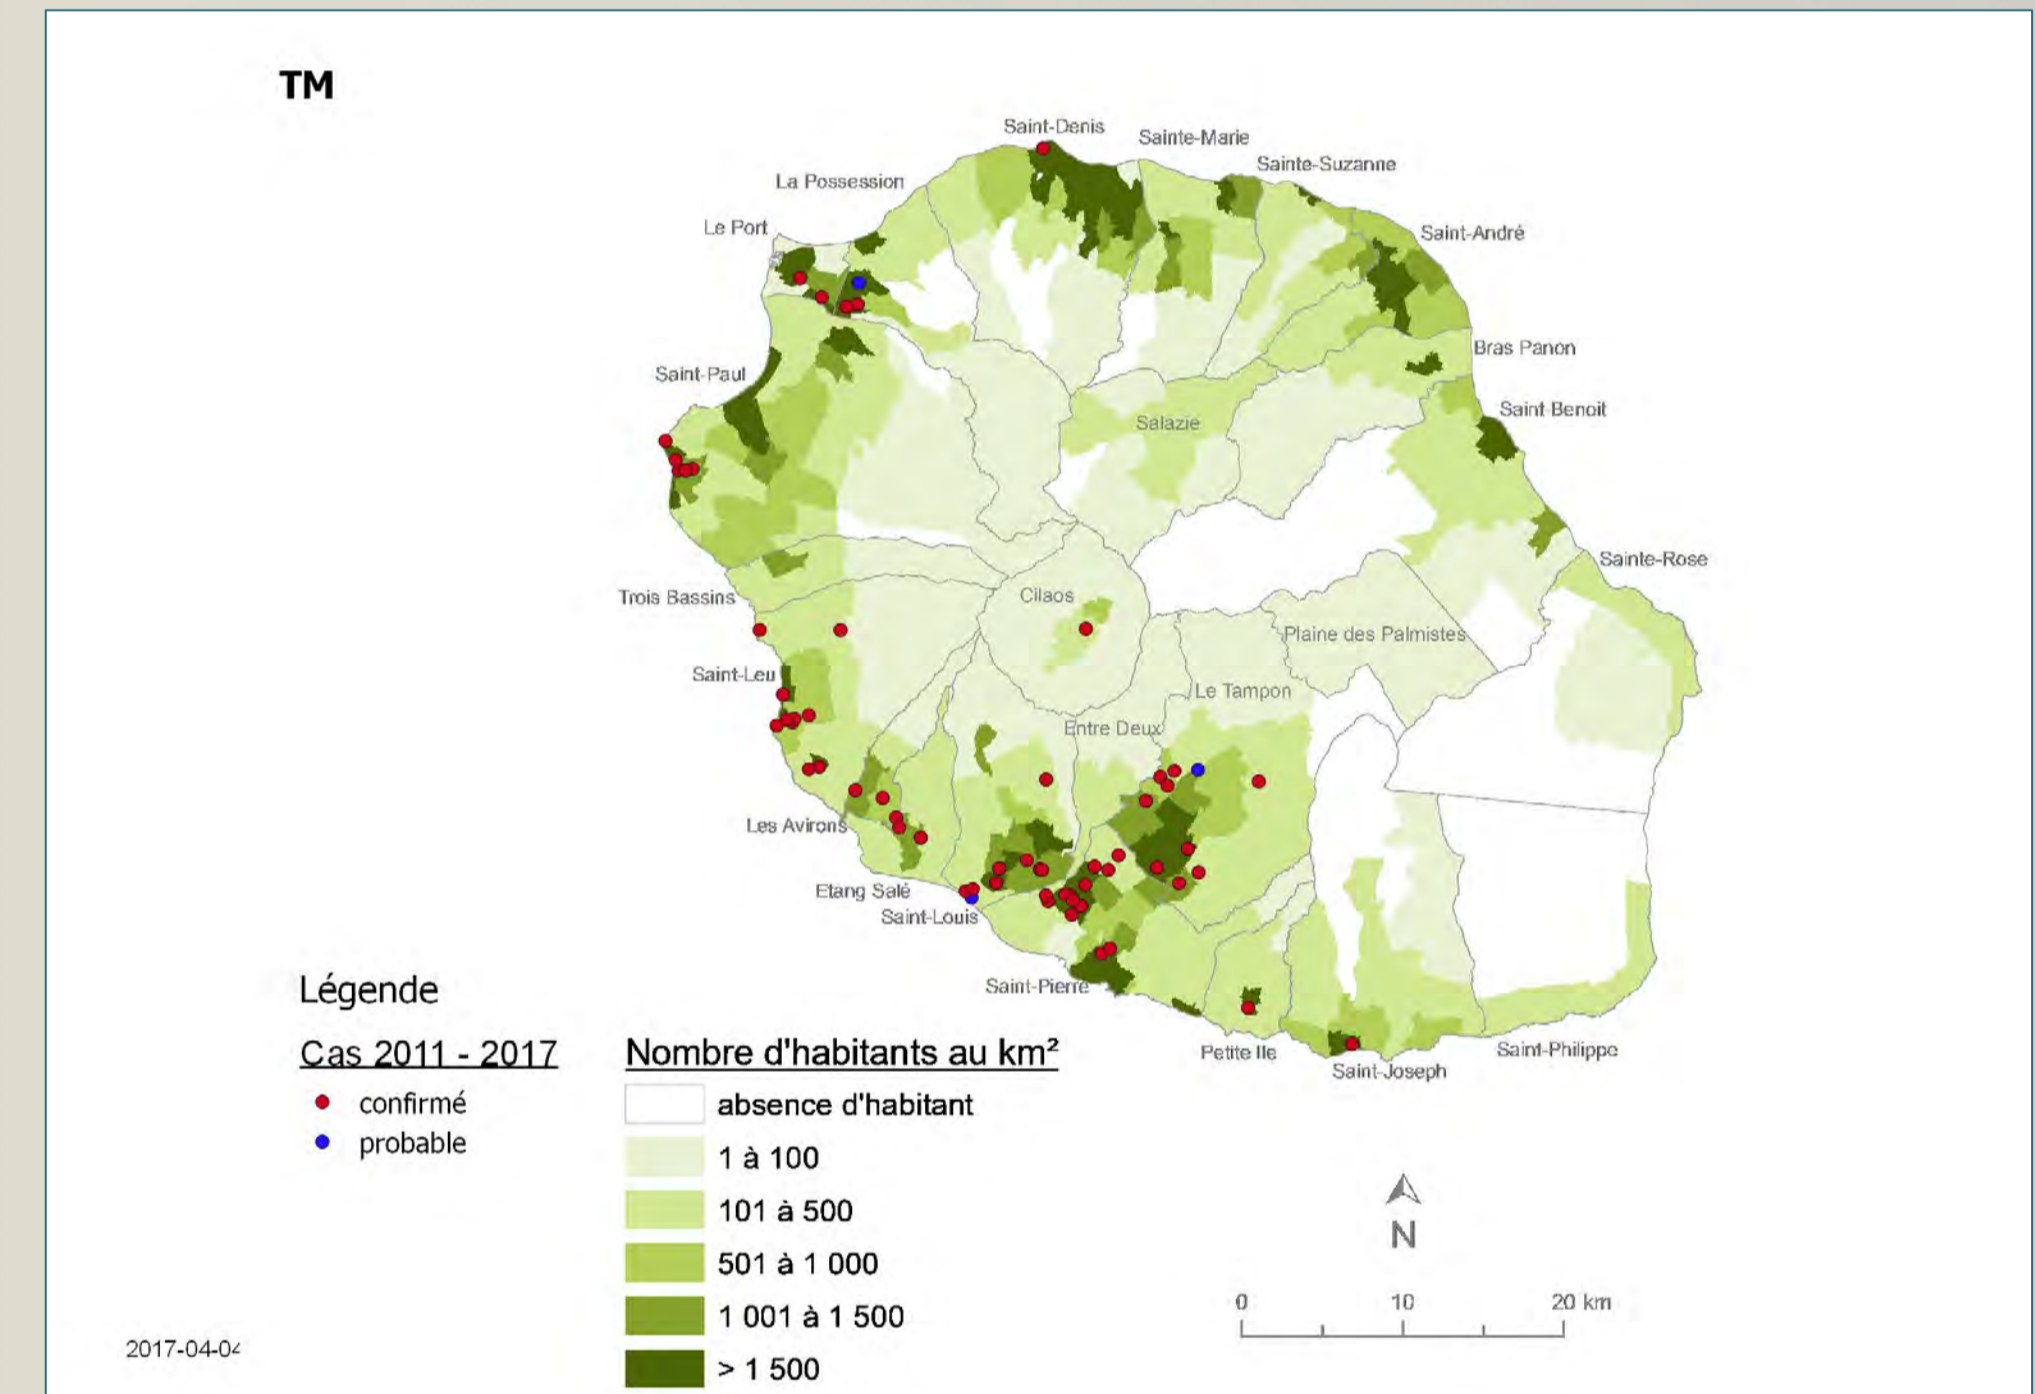 TM
Saint-Denis
Sainte-Marie
Sainte-Suzanne
La Possession
Le Port
Saint-André
Bras Panon
Saint-Paul
Saint-Benoit
Salazie
Sainte-Rose
Trois Bassins
Cilaos
Plaine des Palmistes
Saint-Leu
Le Tampon
Entre Deux
Les Avirons
Etang Salé
Saint-Louis
Saint-Pierre
Petite Ile
Saint-Philippe
Saint-Joseph
Légende
Cas 2011 - 2017
confirmé
probable
Nombre d'habitants au km²
absence d'habitant
1 à 100
101 à 500
501 à 1 000
1 001 à 1 500
> 1 500
N
0 10 20 km
2017-04-04